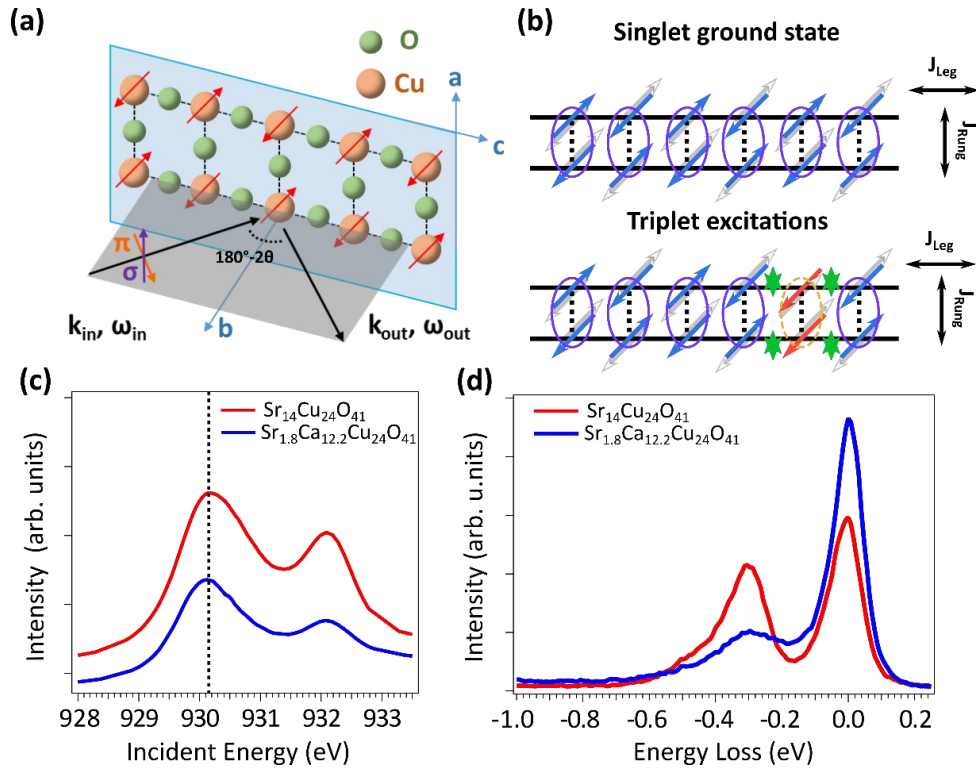 (a)
O
Cu
a
c
180°-2θ
π
σ
b
k_in, ω_in
k_out, ω_out
(b)
Singlet ground state
J_Leg
J_Rung
Triplet excitations
J_Leg
J_Rung
(c)
Sr₁₄Cu₂₄O₄₁
Sr₁.₈Ca₁₂.₂Cu₂₄O₄₁
Intensity (arb. units)
928 929 930 931 932 933
Incident Energy (eV)
(d)
Sr₁₄Cu₂₄O₄₁
Sr₁.₈Ca₁₂.₂Cu₂₄O₄₁
Intensity (arb. u.nits)
-1.0 -0.8 -0.6 -0.4 -0.2 0.0 0.2
Energy Loss (eV)